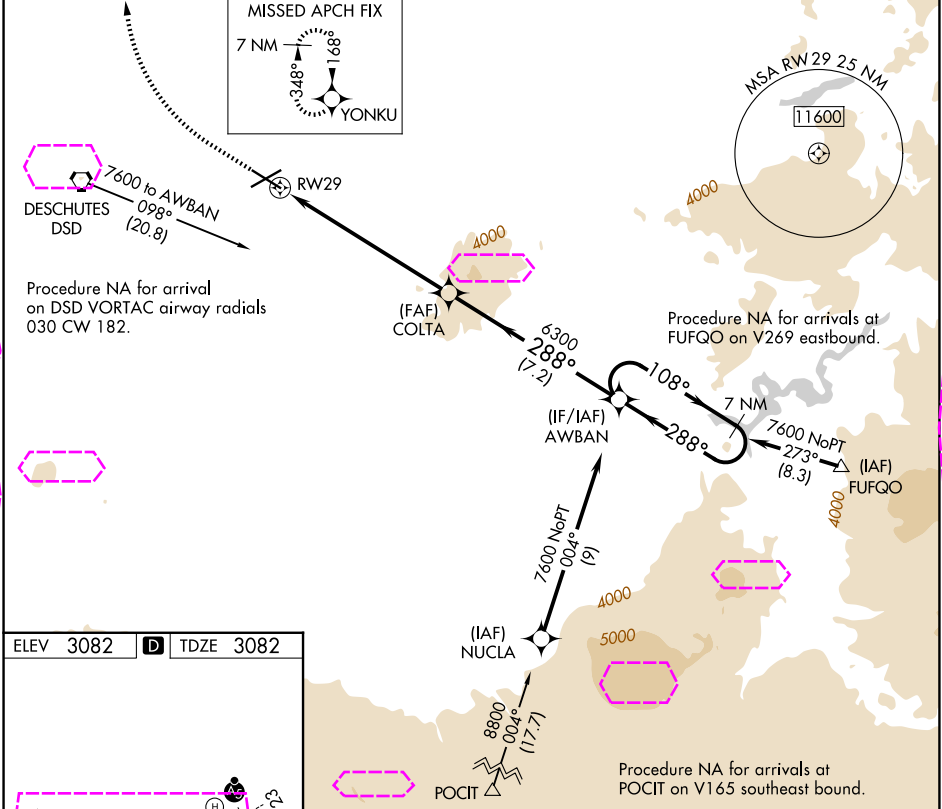 MISSED APCH FIX
7 NM
348°
168°
YONKU
MSA RW29 25 NM
11600
RW29
7600 to AWBAN
098°
(20.8)
DESCHUTES
DSD
4000
4000
Procedure NA for arrival
on DSD VORTAC airway radials
030 CW 182.
(FAF)
COLTA
6300
288°
(7.2)
Procedure NA for arrivals at
FUFQO on V269 eastbound.
108°
7 NM
(IF/IAF)
AWBAN
288°
7600 NoPT
273°
(8.3)
(IAF)
FUFQO
4000
7600 NoPT
004°
(9)
4000
5000
(IAF)
NUCLA
ELEV 3082 D TDZE 3082
8800
004°
(17.7)
POCIT
Procedure NA for arrivals at
POCIT on V165 southeast bound.
H
A5
23